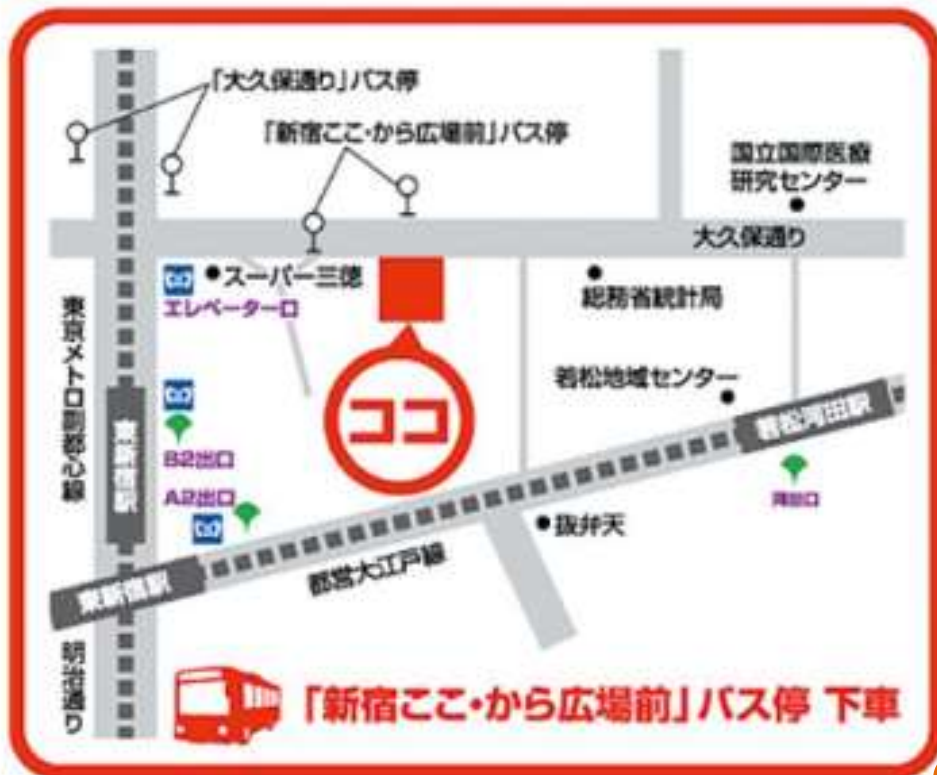 「大久保通り」バス停
「新宿ここ・から広場前」バス停
国立国際医療
研究センター
大久保通り
スーパー三徳
エレベーター口
総務省統計局
東京メトロ副都心線
若松地域センター
ココ
東新宿駅
若松河田駅
B2出口
A2出口
抜弁天
都営大江戸線
東新宿駅
明治通り
「新宿ここ・から広場前」バス停 下車